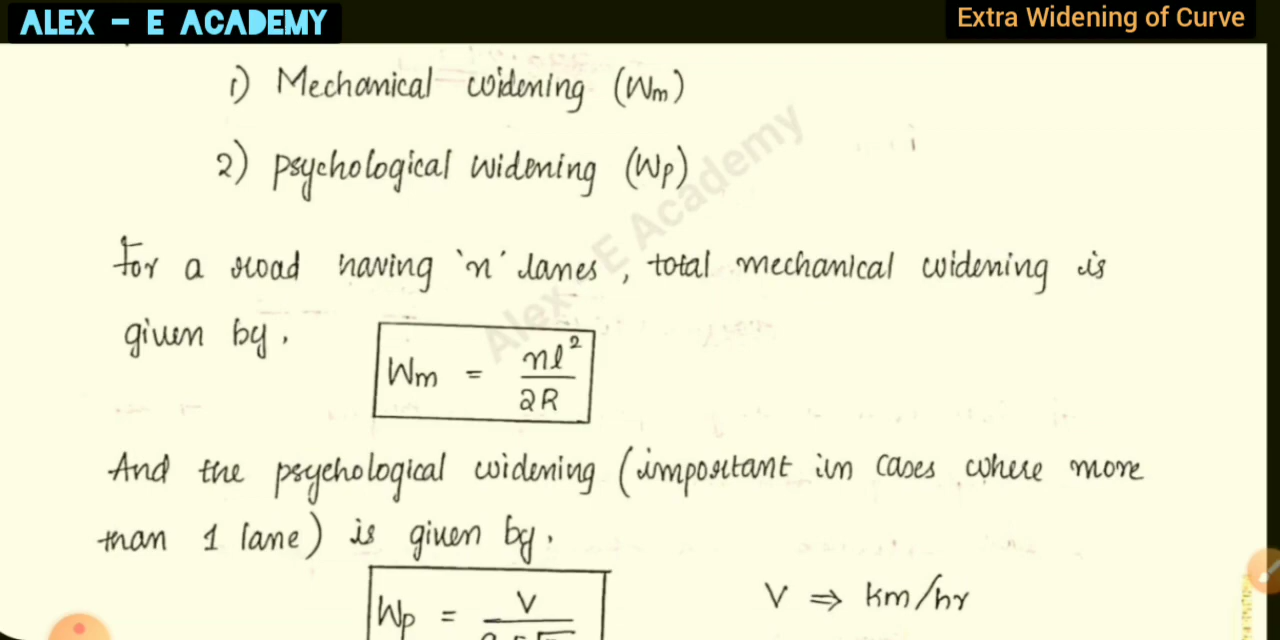 ALEX - E ACADEMY
Extra Widening of Curve
1) Mechanical widening (Wm)
2) psychological widening (Wp)
For a road having 'n' lanes, total mechanical widening is
given by.
Wm = nl²/2R
And the psychological widening (important in cases where more
than 1 lane) is given by.
Wp = V
V ⇒ km/hr
Alex - E Academy